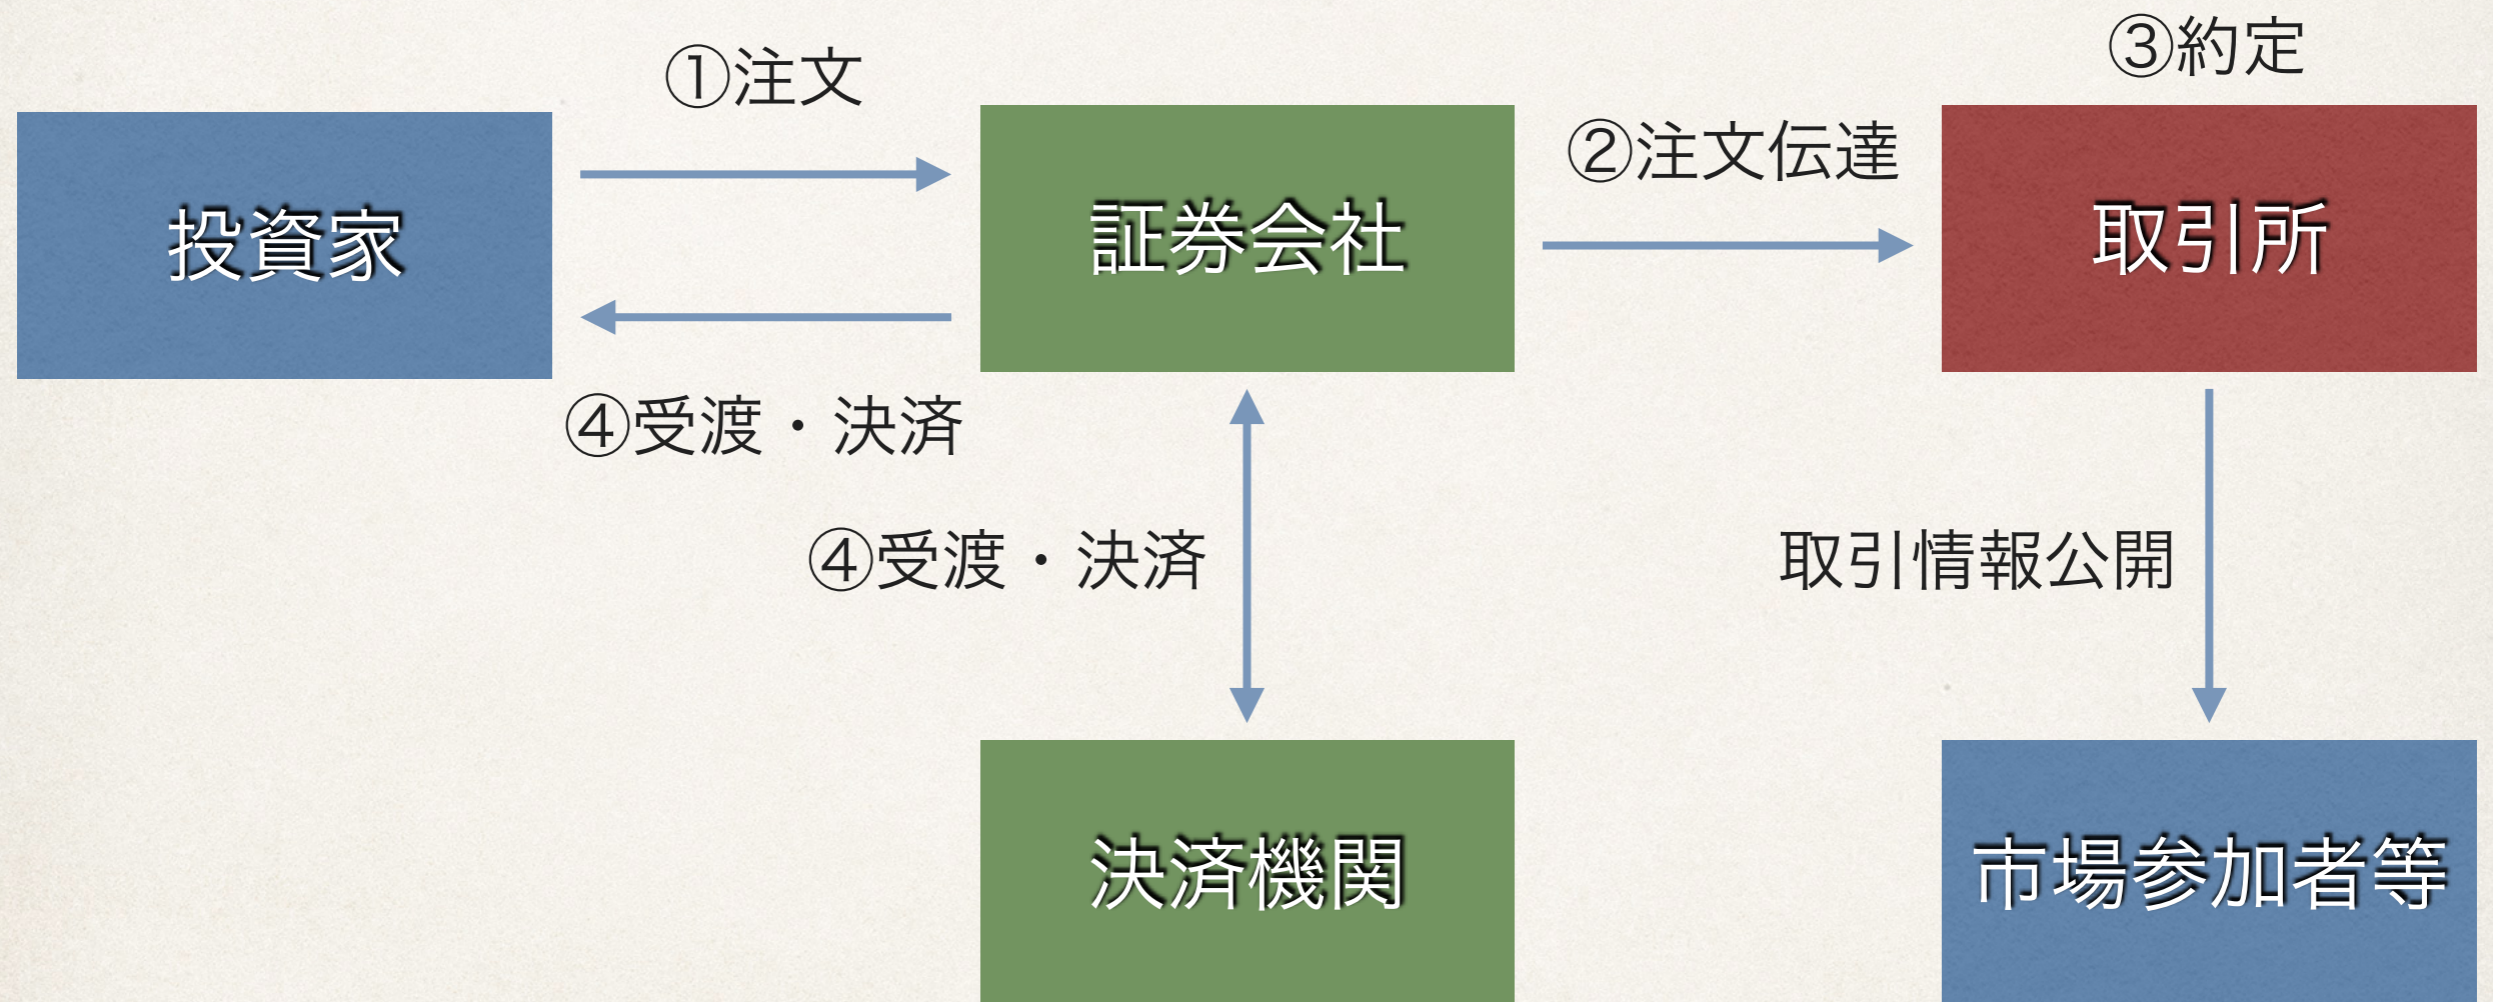 ③約定
①注文
②注文伝達
投資家
証券会社
取引所
④受渡・決済
④受渡・決済
取引情報公開
決済機関
市場参加者等